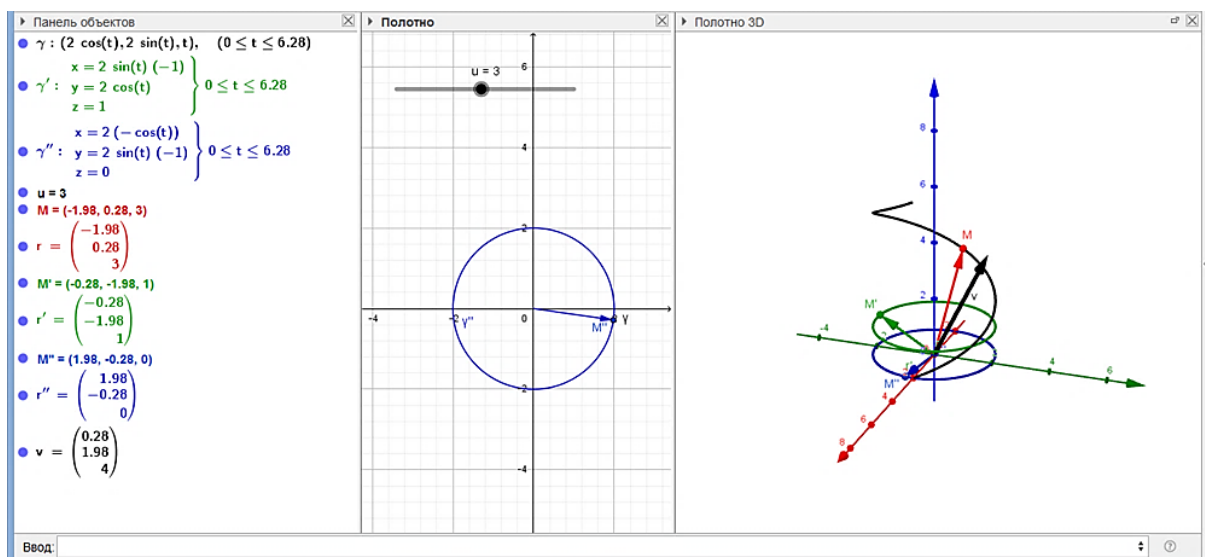 Панель объектов
γ : (2 cos(t), 2 sin(t), t), (0 ≤ t ≤ 6.28)
x = 2 sin(t) (−1)
γ′ : y = 2 cos(t) 0 ≤ t ≤ 6.28
z = 1
x = 2 (− cos(t))
γ″ : y = 2 sin(t) (−1) 0 ≤ t ≤ 6.28
z = 0
u = 3
M = (-1.98, 0.28, 3)
−1.98
r = 0.28
3
M' = (-0.28, -1.98, 1)
−0.28
r′ = −1.98
1
M'' = (1.98, -0.28, 0)
1.98
r″ = −0.28
0
0.28
v = 1.98
4
Полотно
6
u = 3
4
2
-4 -2 0 2
γ'' M'' γ
-2
-4
Полотно 3D
8
6
4
M
2
v
M'
-4
4
6
M''
4
6
8
Ввод: